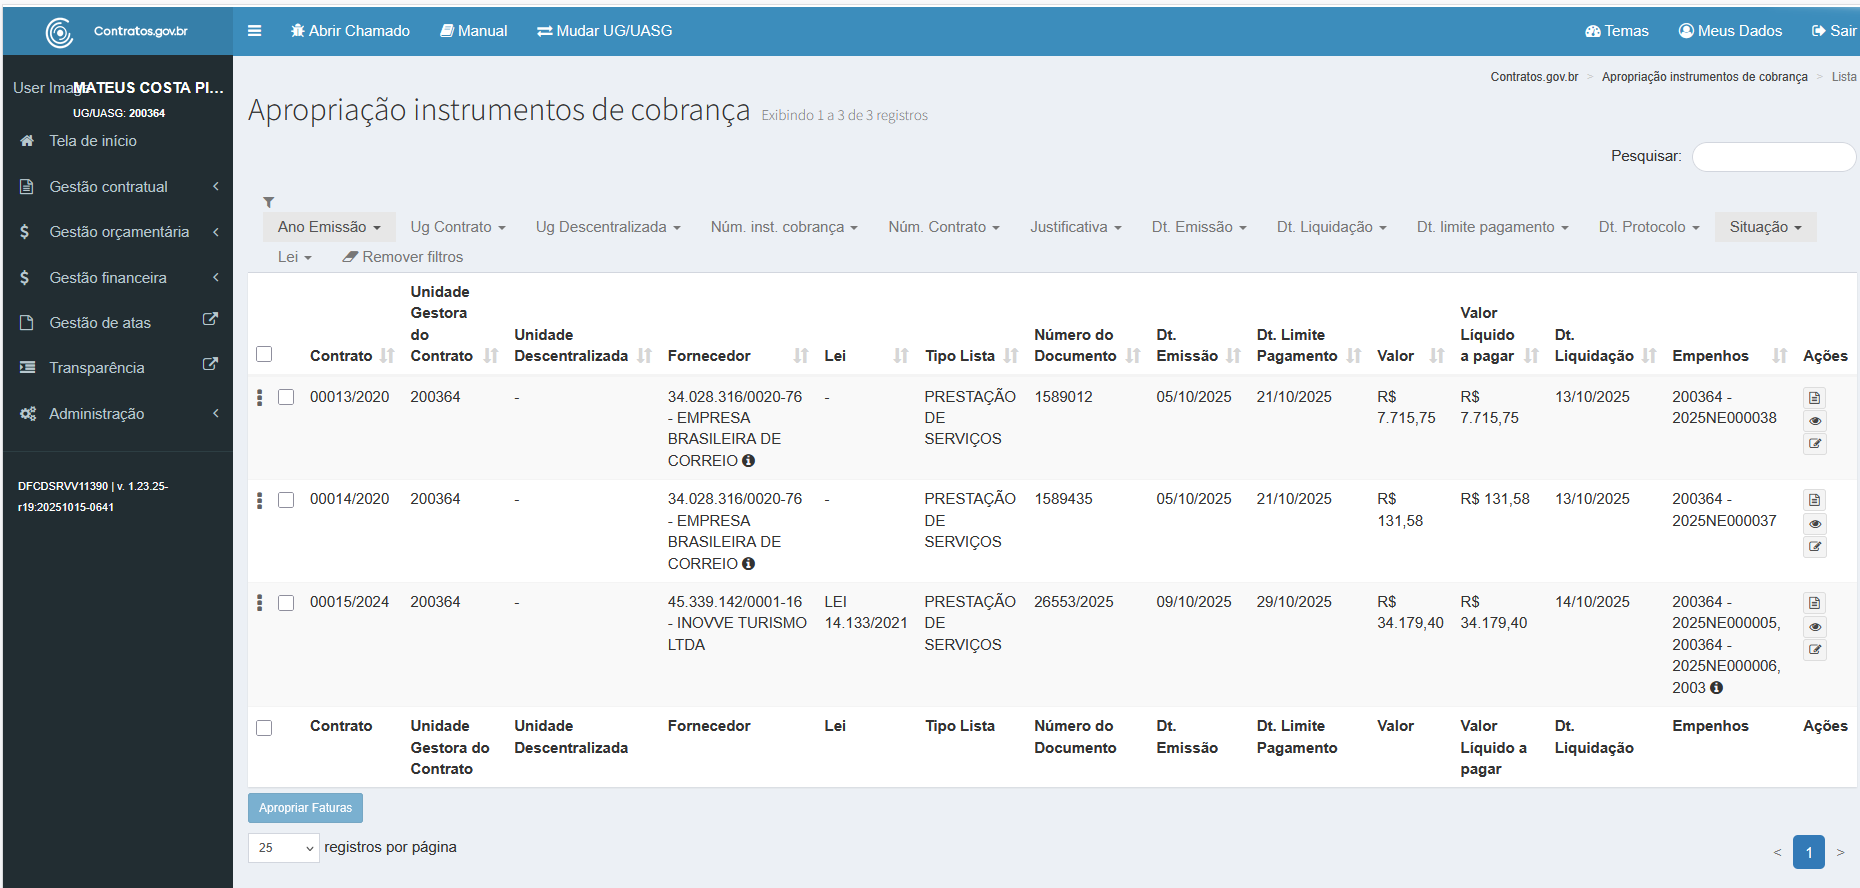 Contratos.gov.br
Abrir Chamado
Manual
Mudar UG/UASG
Temas
Meus Dados
Sair
User Image
MATEUS COSTA PI...
UG/UASG: 200364
Tela de início
Gestão contratual
Gestão orçamentária
Gestão financeira
Gestão de atas
Transparência
Administração
DFCDSRVV11390 | v. 1.23.25-
r19:20251015-0641
Contratos.gov.br > Apropriação instrumentos de cobrança > Lista
Apropriação instrumentos de cobrança Exibindo 1 a 3 de 3 registros
Pesquisar:
Ano Emissão Ug Contrato Ug Descentralizada Núm. inst. cobrança Núm. Contrato Justificativa Dt. Emissão Dt. Liquidação Dt. limite pagamento Dt. Protocolo Situação
Lei Remover filtros
Contrato
Unidade
Gestora
do
Contrato
Unidade
Descentralizada
Fornecedor
Lei
Tipo Lista
Número do
Documento
Dt.
Emissão
Dt. Limite
Pagamento
Valor
Valor
Líquido
a pagar
Dt.
Liquidação
Empenhos
Ações
00013/2020
200364
-
34.028.316/0020-76
- EMPRESA
BRASILEIRA DE
CORREIO
-
PRESTAÇÃO
DE
SERVIÇOS
1589012
05/10/2025
21/10/2025
R$
7.715,75
R$
7.715,75
13/10/2025
200364 -
2025NE000038
00014/2020
200364
-
34.028.316/0020-76
- EMPRESA
BRASILEIRA DE
CORREIO
-
PRESTAÇÃO
DE
SERVIÇOS
1589435
05/10/2025
21/10/2025
R$
131,58
R$ 131,58
13/10/2025
200364 -
2025NE000037
00015/2024
200364
-
45.339.142/0001-16
- INOVVE TURISMO
LTDA
LEI
14.133/2021
PRESTAÇÃO
DE
SERVIÇOS
26553/2025
09/10/2025
29/10/2025
R$
34.179,40
R$
34.179,40
14/10/2025
200364 -
2025NE000005,
200364 -
2025NE000006,
2003
Contrato
Unidade
Gestora do
Contrato
Unidade
Descentralizada
Fornecedor
Lei
Tipo Lista
Número do
Documento
Dt.
Emissão
Dt. Limite
Pagamento
Valor
Valor
Líquido a
pagar
Dt.
Liquidação
Empenhos
Ações
Apropriar Faturas
25 registros por página
< 1 >